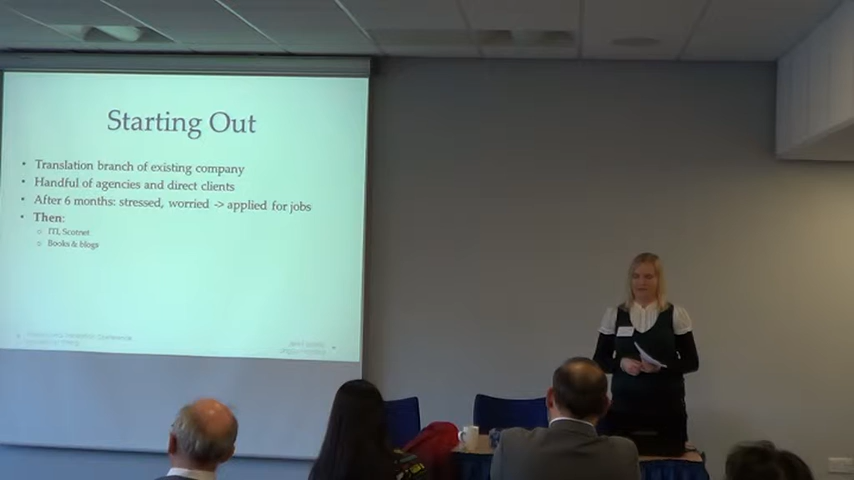 Starting Out
• Translation branch of existing company
• Handful of agencies and direct clients
• After 6 months: stressed, worried -> applied for jobs
• Then:
○ ITI, Scotnet
○ Books & blogs